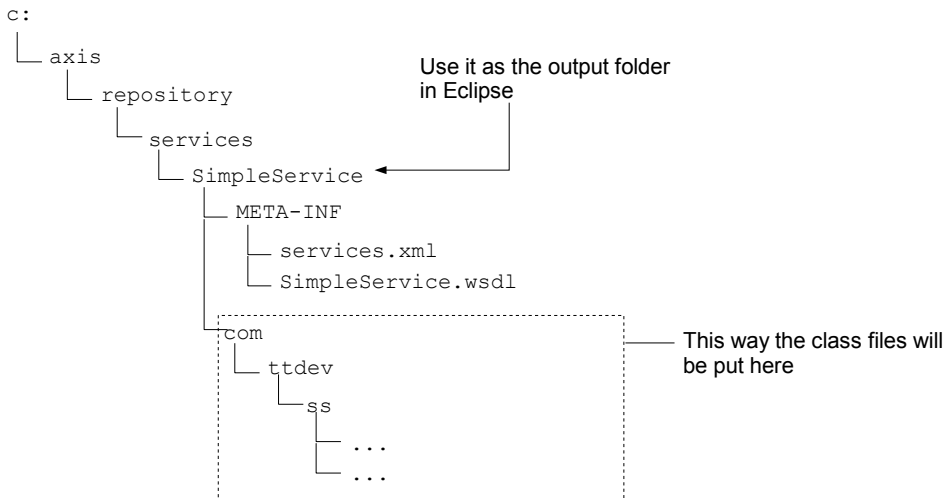 c:
axis
Use it as the output folder
in Eclipse
repository
services
SimpleService
META-INF
services.xml
SimpleService.wsdl
com
This way the class files will
be put here
ttdev
ss
...
...